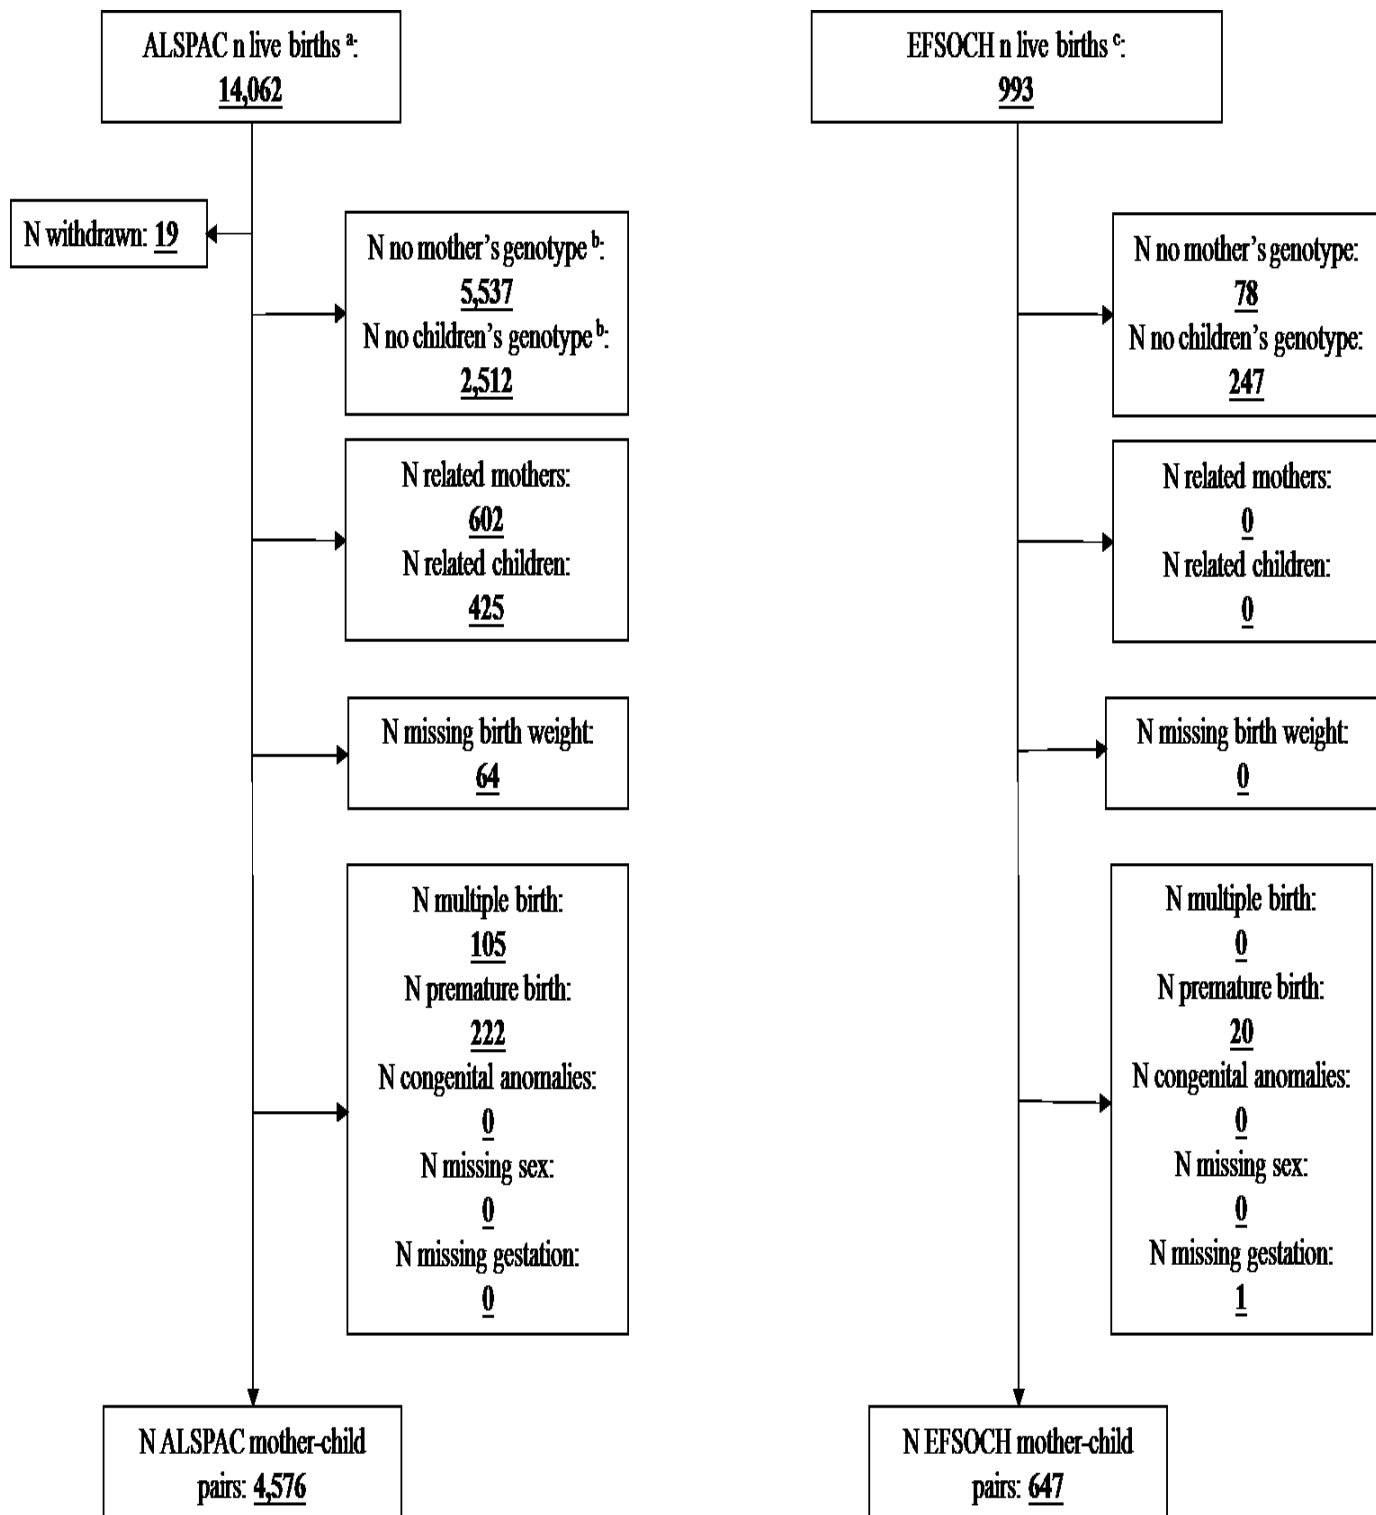 ALSPAC n live births a:
14,062
N withdrawn: 19
N no mother’s genotype b:
5,537
N no children’s genotype b:
2,512
N related mothers:
602
N related children:
425
N missing birth weight:
64
N multiple birth:
105
N premature birth:
222
N congenital anomalies:
0
N missing sex:
0
N missing gestation:
0
N ALSPAC mother-child
pairs: 4,576
EFSOCH n live births c:
993
N no mother’s genotype:
78
N no children’s genotype:
247
N related mothers:
0
N related children:
0
N missing birth weight:
0
N multiple birth:
0
N premature birth:
20
N congenital anomalies:
0
N missing sex:
0
N missing gestation:
1
N EFSOCH mother-child
pairs: 647